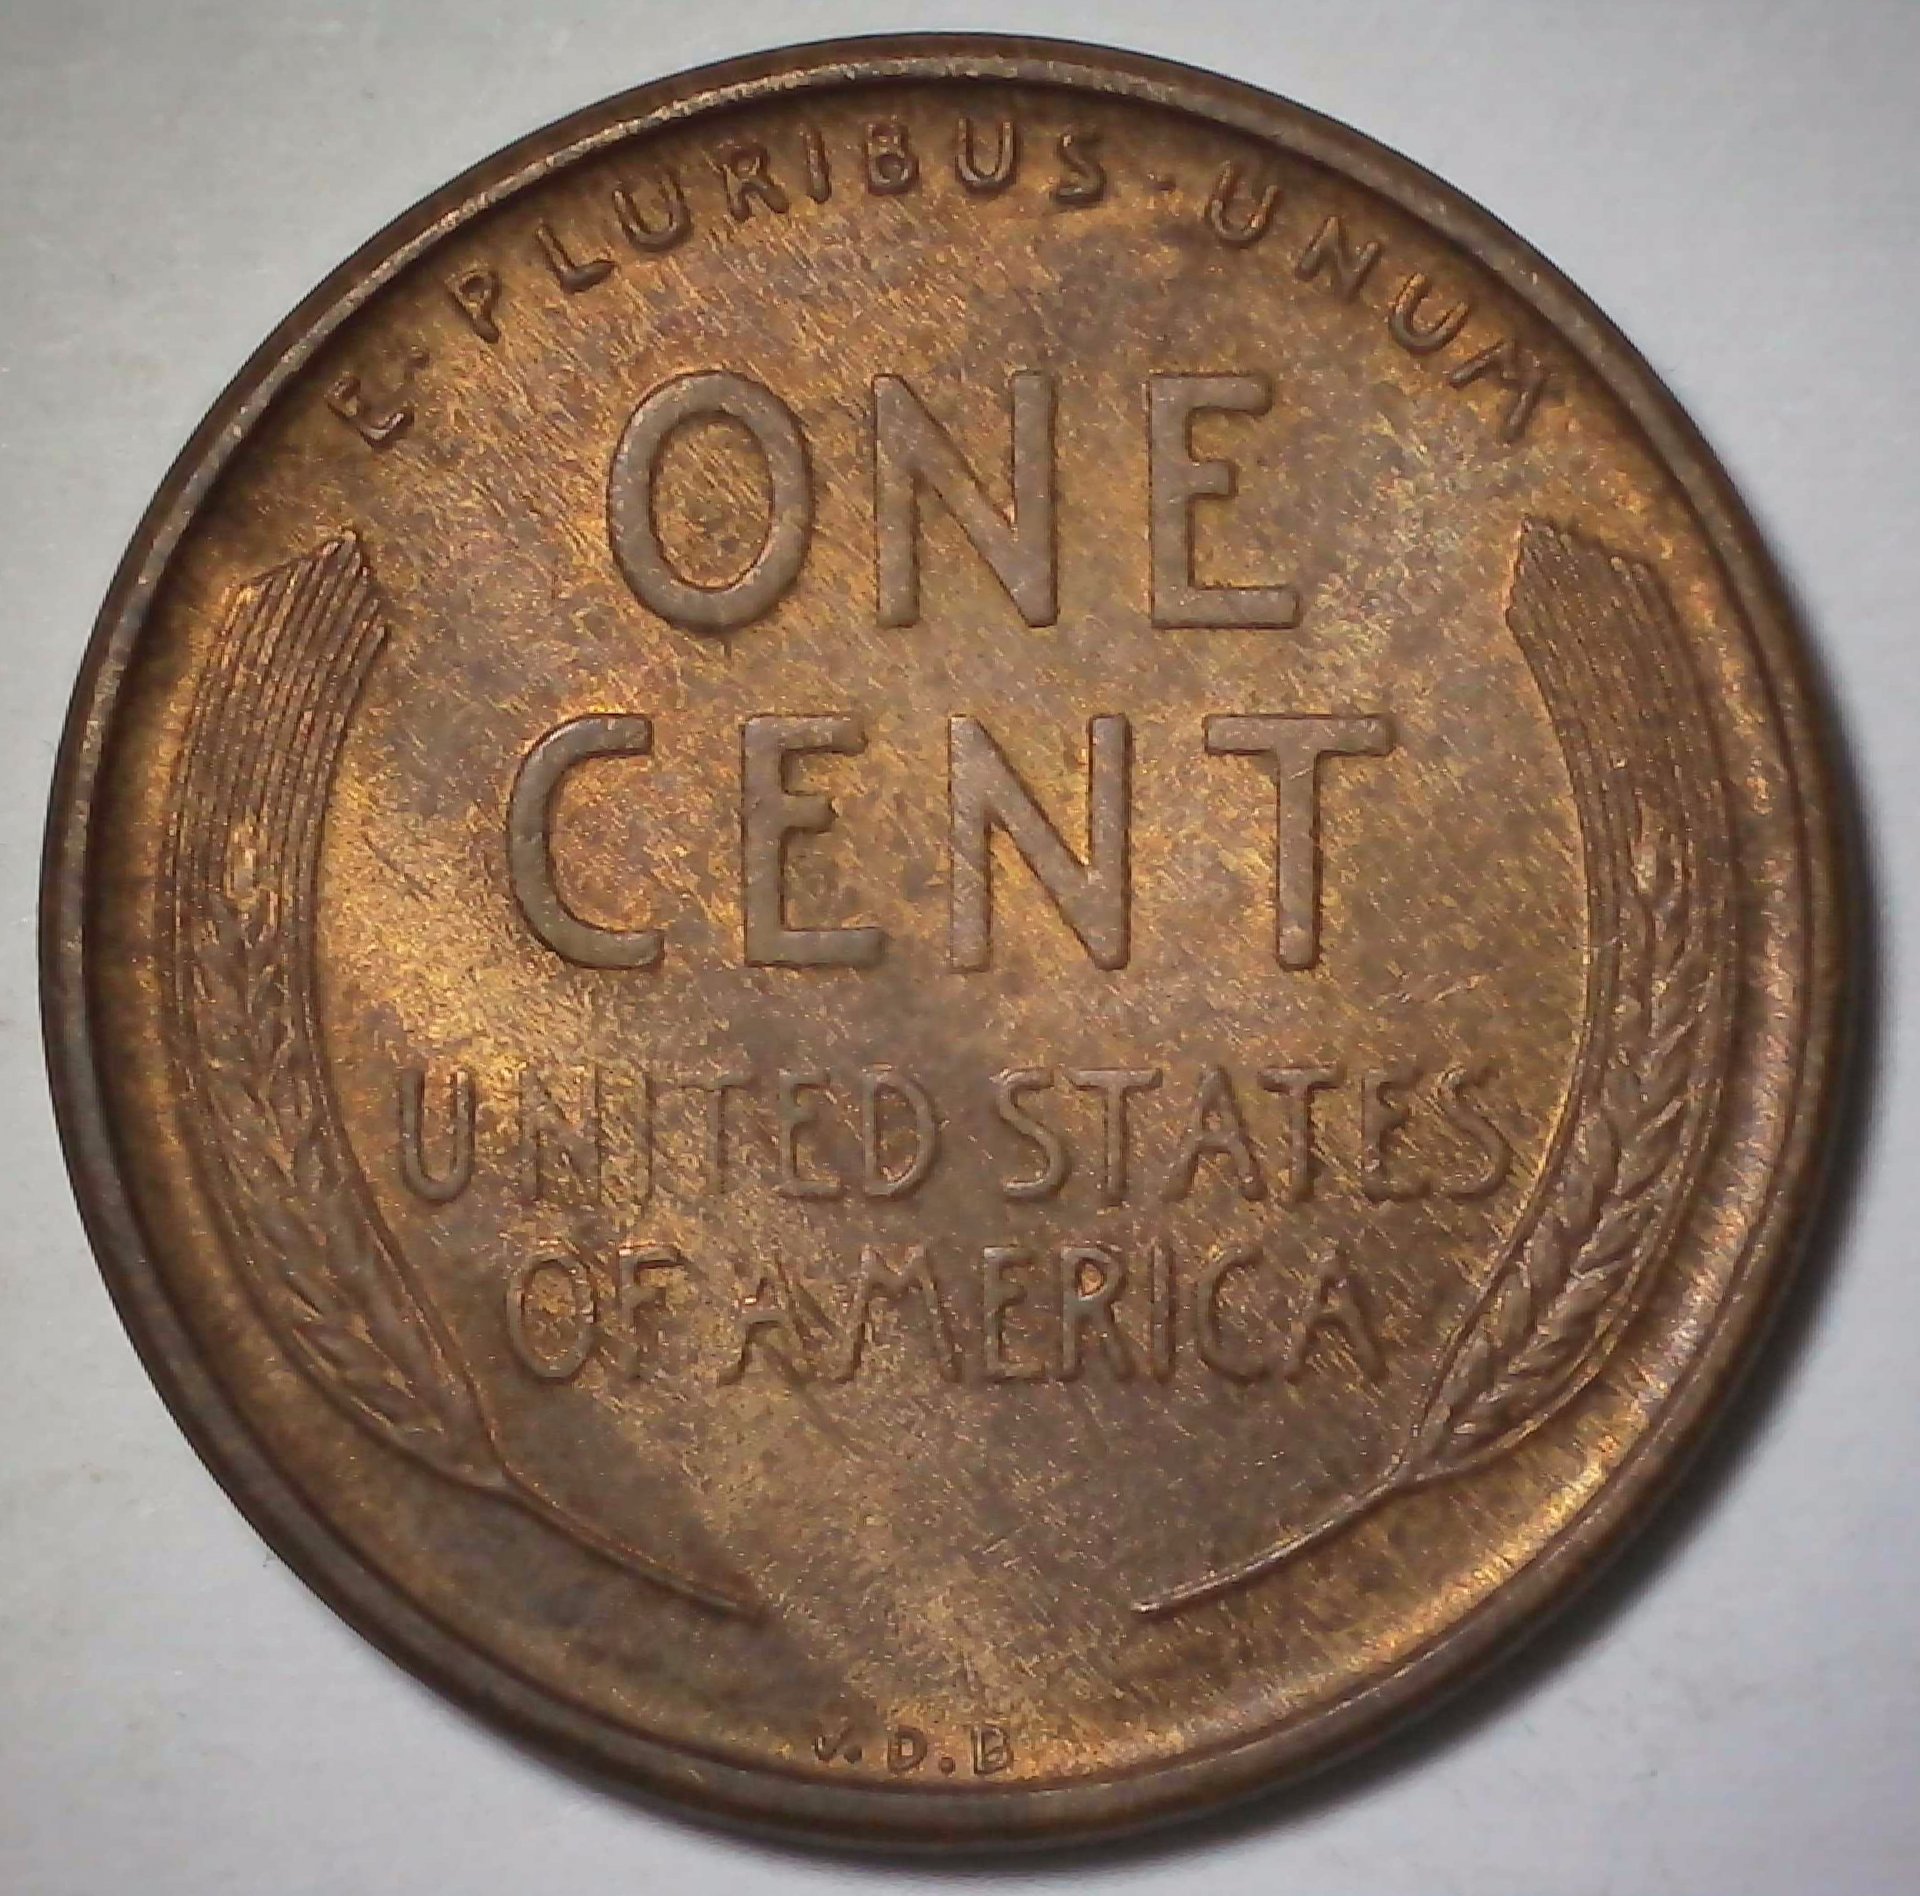 E·PLURIBUS·UNUM
ONE
CENT
UNITED STATES
OF AMERICA
V.D.B